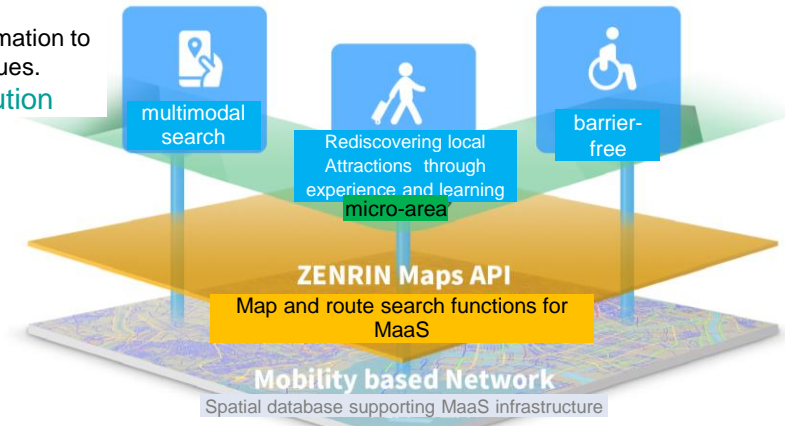 mation to
ues.
ution
multimodal
search
Rediscovering local
Attractions through
experience and learning
micro-area
barrier-
free
ZENRIN Maps API
Map and route search functions for
MaaS
Mobility based Network
Spatial database supporting MaaS infrastructure